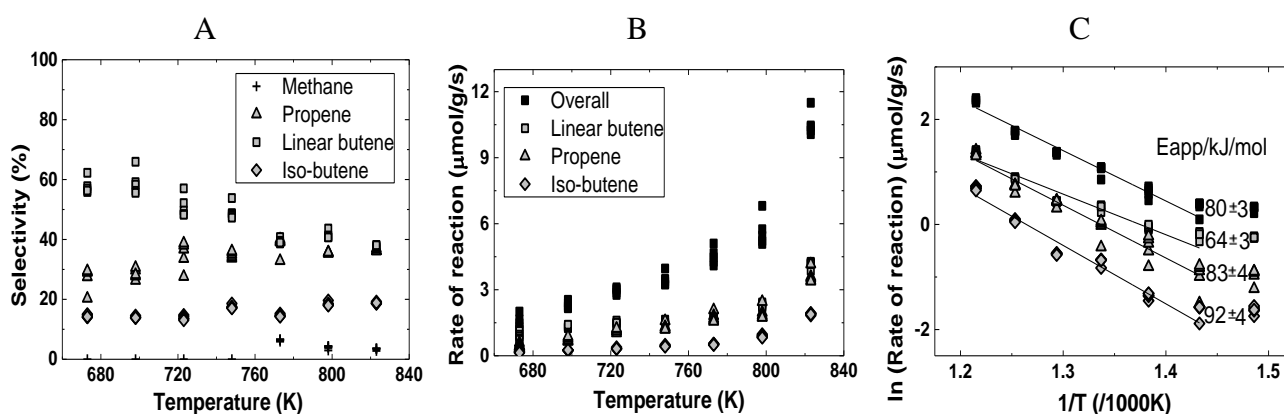 A
B
C
Selectivity (%)
100
80
60
40
20
0
Methane
Propene
Linear butene
Iso-butene
680 720 760 800 840
Temperature (K)
Rate of reaction (μmol/g/s)
12
9
6
3
0
Overall
Linear butene
Propene
Iso-butene
680 720 760 800 840
Temperature (K)
ln (Rate of reaction) (μmol/g/s)
2
0
-2
Eapp/kJ/mol
80±3
64±3
83±4
92±4
1.2 1.3 1.4 1.5
1/T (/1000K)